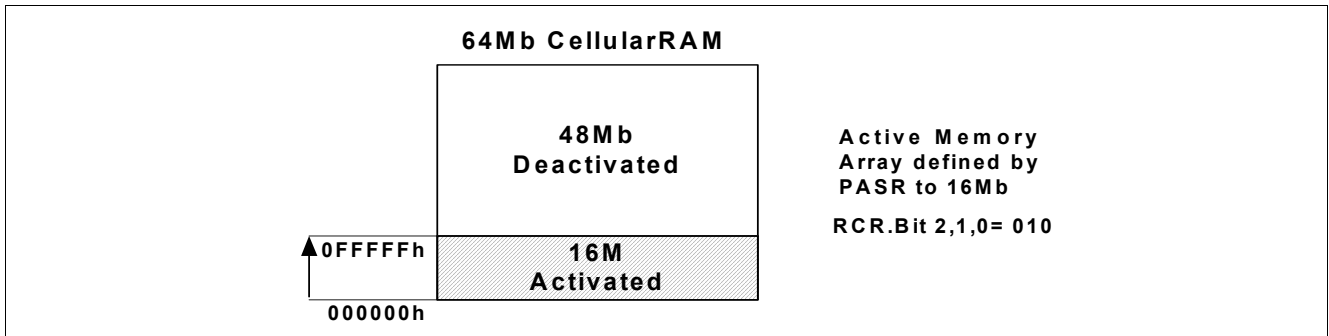 64Mb CellularRAM
48Mb
Deactivated
Active Memory
Array defined by
PASR to 16Mb
RCR.Bit 2,1,0= 010
0FFFFFh
16M
Activated
000000h